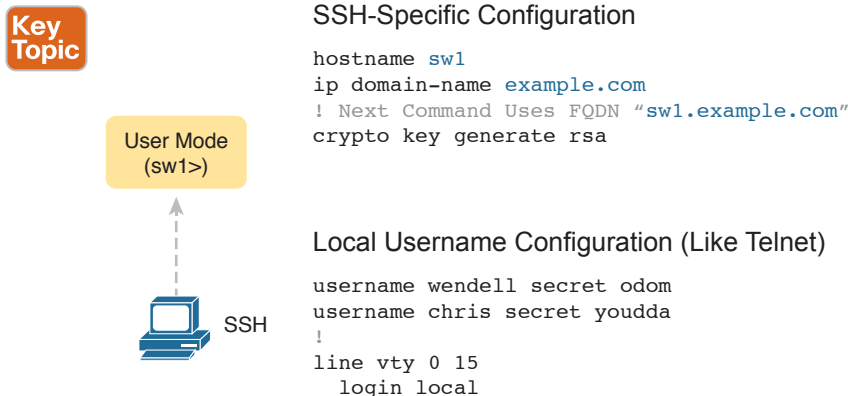 Key
Topic
SSH-Specific Configuration
hostname sw1
ip domain-name example.com
! Next Command Uses FQDN “sw1.example.com”
crypto key generate rsa
User Mode
(sw1>)
SSH
Local Username Configuration (Like Telnet)
username wendell secret odom
username chris secret youdda
!
line vty 0 15
login local